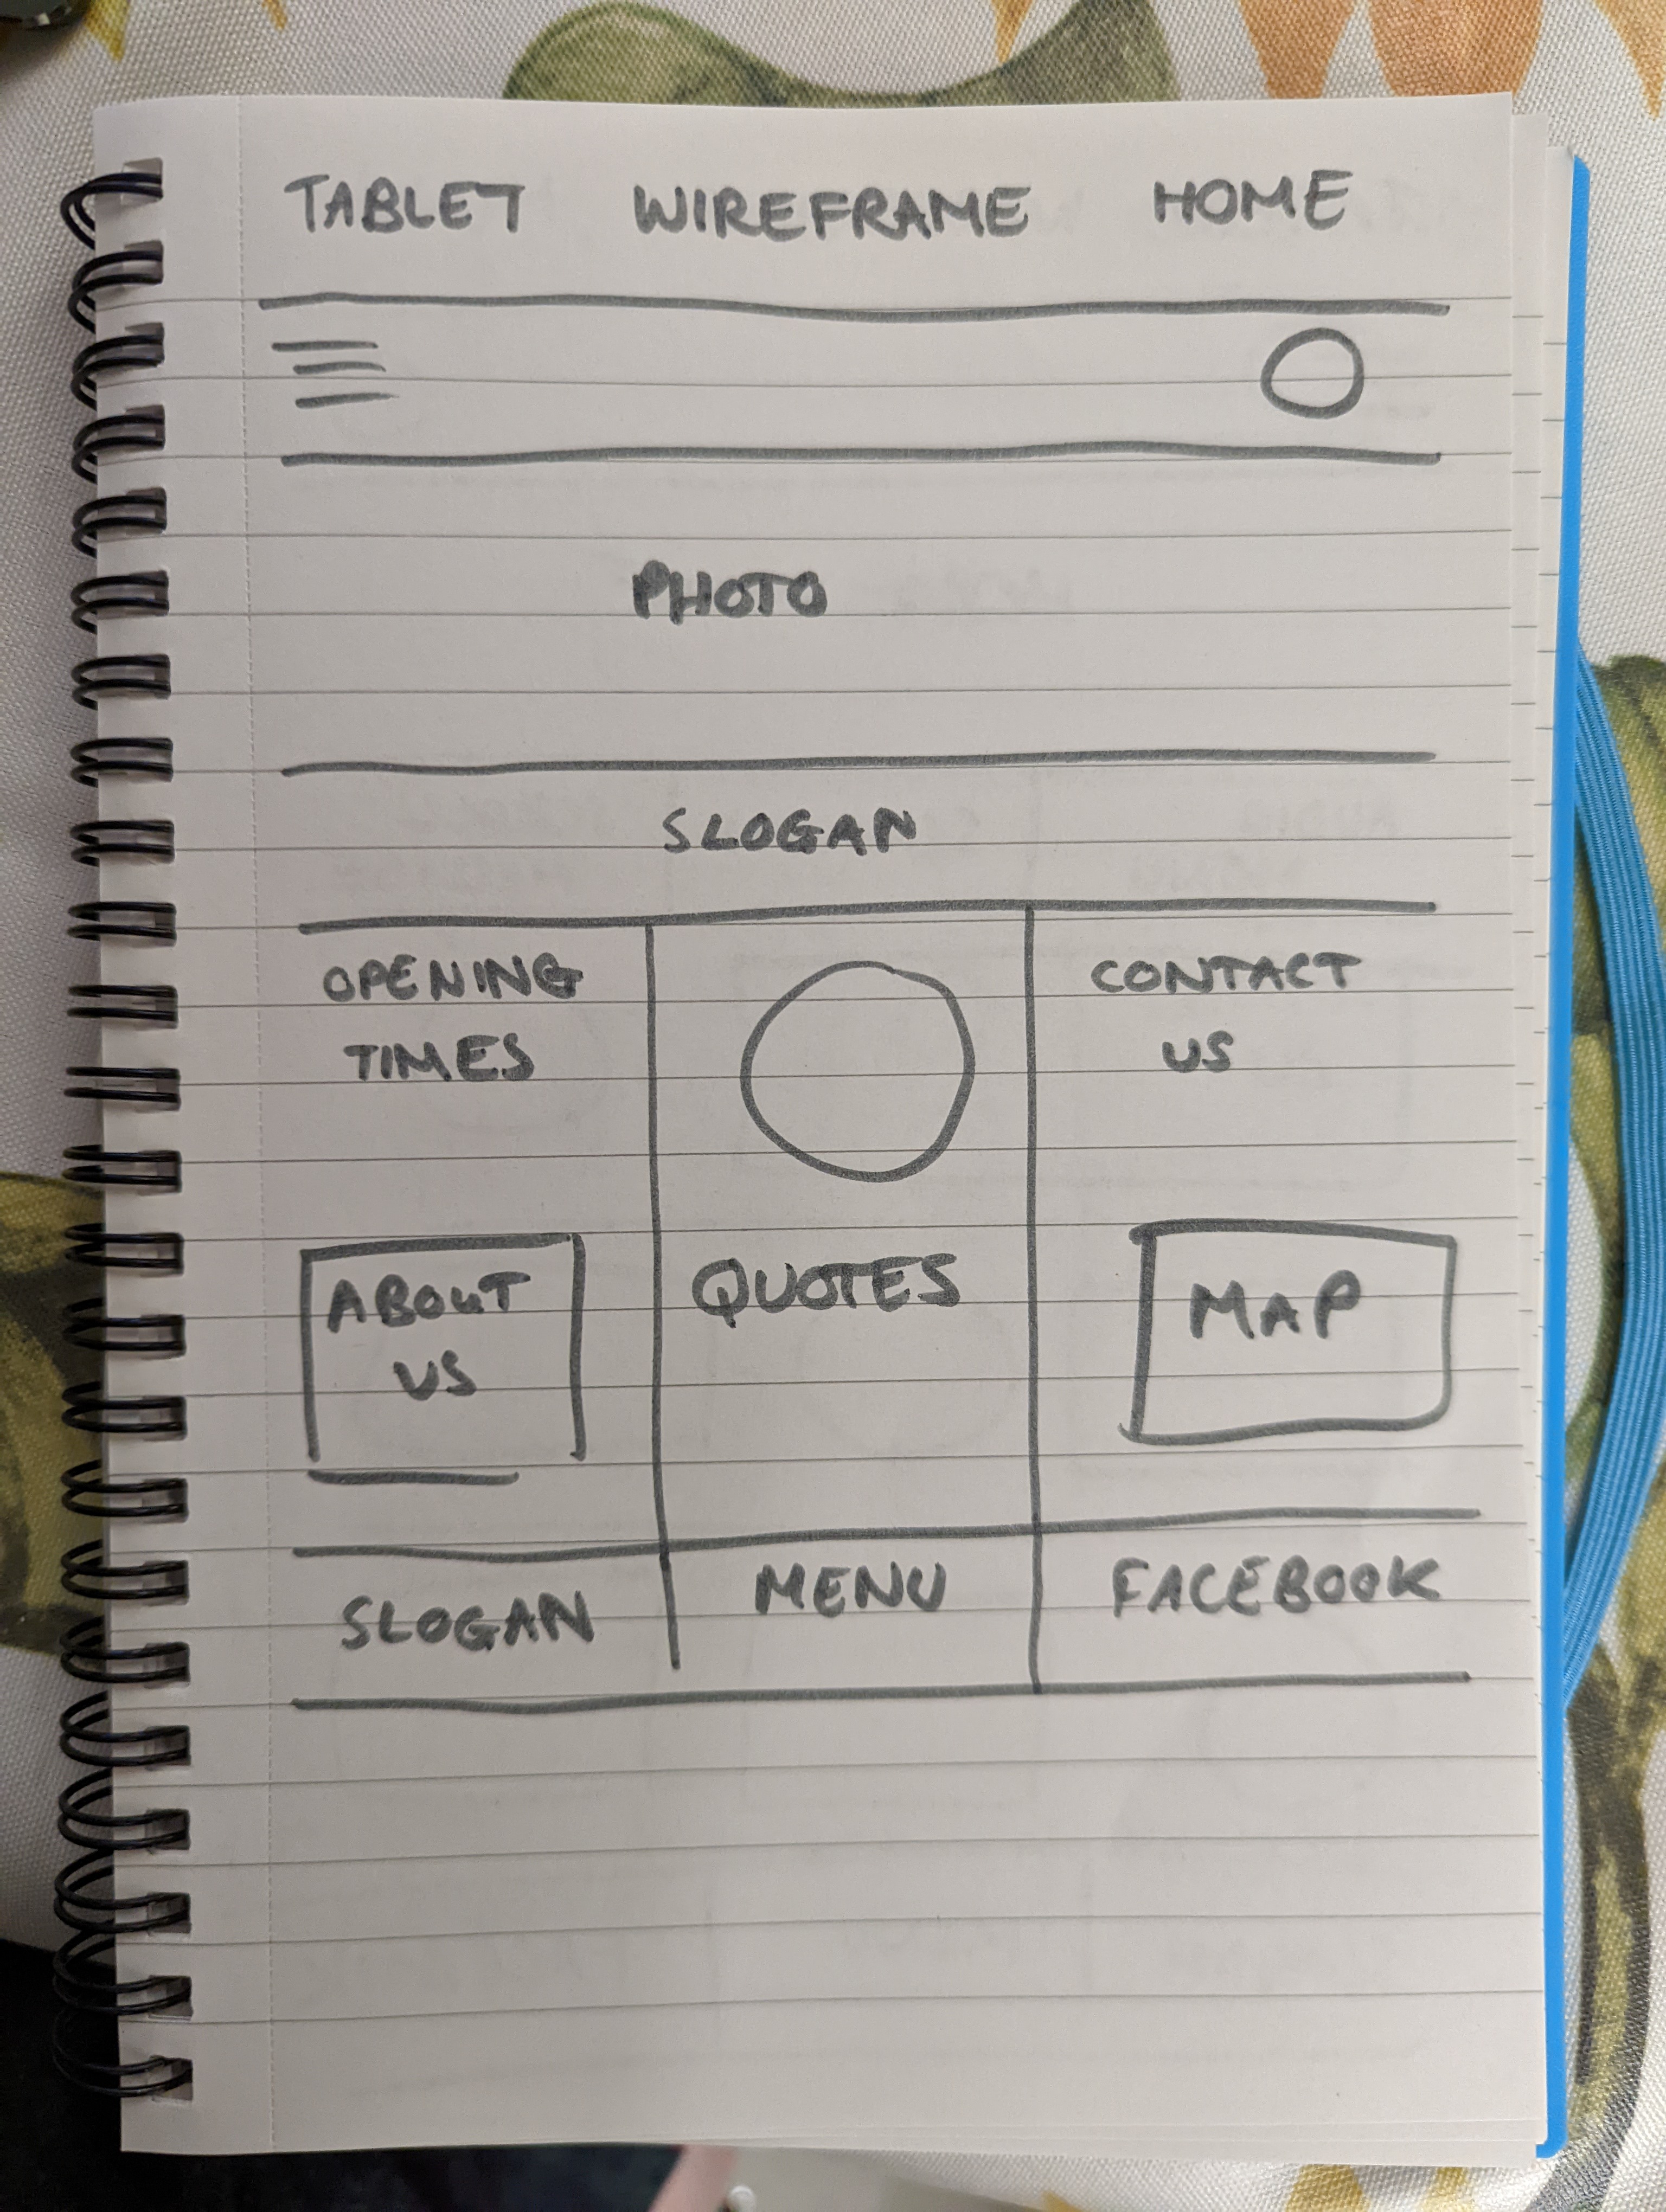 TABLET WIREFRAME HOME
PHOTO
SLOGAN
OPENING
TIMES
CONTACT
US
ABOUT
US
QUOTES
MAP
SLOGAN
MENU
FACEBOOK